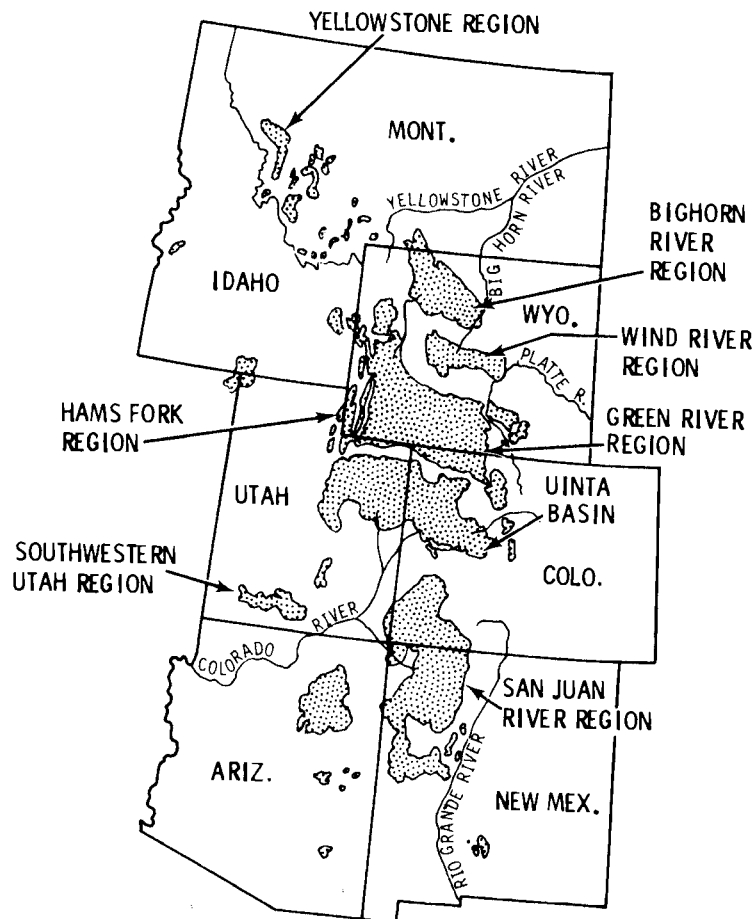 YELLOWSTONE REGION
MONT.
YELLOWSTONE RIVER
BIG HORN RIVER
BIGHORN
RIVER
REGION
IDAHO
WYO.
WIND RIVER
REGION
PLATTE R.
HAMS FORK
REGION
GREEN RIVER
REGION
UTAH
UINTA
BASIN
SOUTHWESTERN
UTAH REGION
COLO.
COLORADO RIVER
SAN JUAN
RIVER REGION
ARIZ.
RIO GRANDE RIVER
NEW MEX.